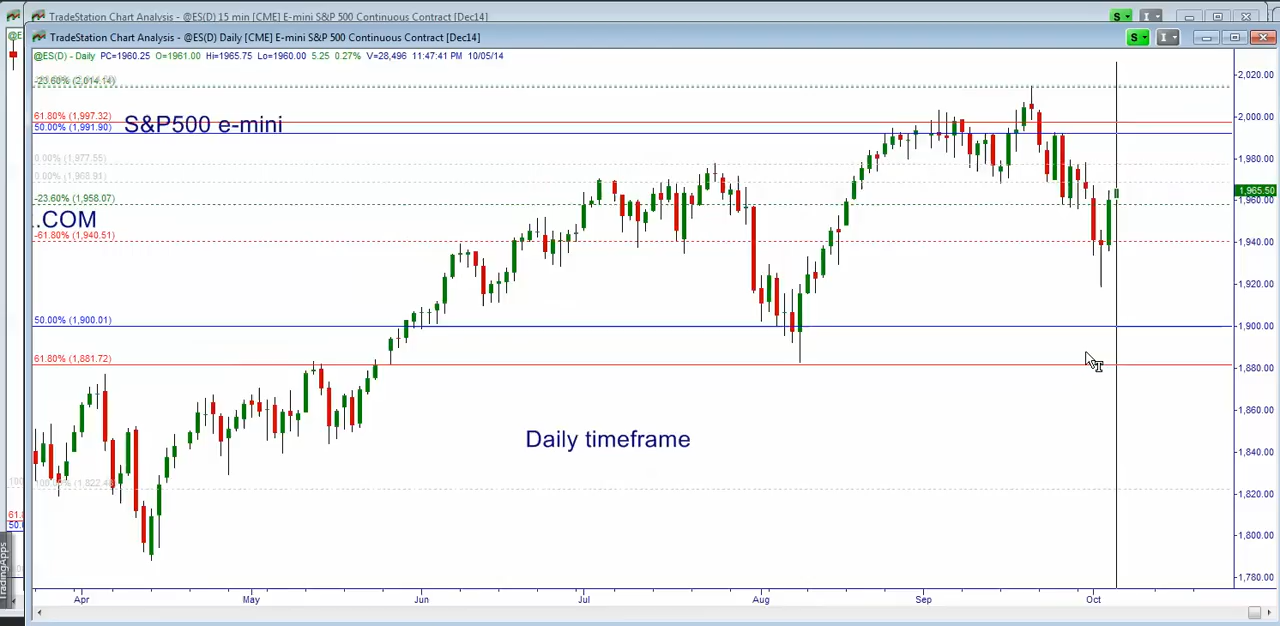 TradeStation Chart Analysis - @ES(D) 15 min [CME] E-mini S&P 500 Continuous Contract [Dec14]
S I
TradeStation Chart Analysis - @ES(D) Daily [CME] E-mini S&P 500 Continuous Contract [Dec14]
S I
@ES(D) - Daily PC=1960.25 O=1961.00 Hi=1965.75 Lo=1960.00 5.25 0.27% V=28,496 11:47:41 PM 10/05/14
2,020.00
-23.60% (2,014.14)
61.80% (1,997.32)
2,000.00
50.00% (1,991.90)
S&P500 e-mini
0.00% (1,977.55)
1,980.00
0.00% (1,968.91)
1,965.50
-23.60% (1,958.07)
1,960.00
.COM
-61.80% (1,940.51)
1,940.00
1,920.00
50.00% (1,900.01)
1,900.00
61.80% (1,881.72)
1,880.00
1,860.00
Daily timeframe
1,840.00
1,820.00
1,800.00
1,780.00
TradingApps
Apr May Jun Jul Aug Sep Oct